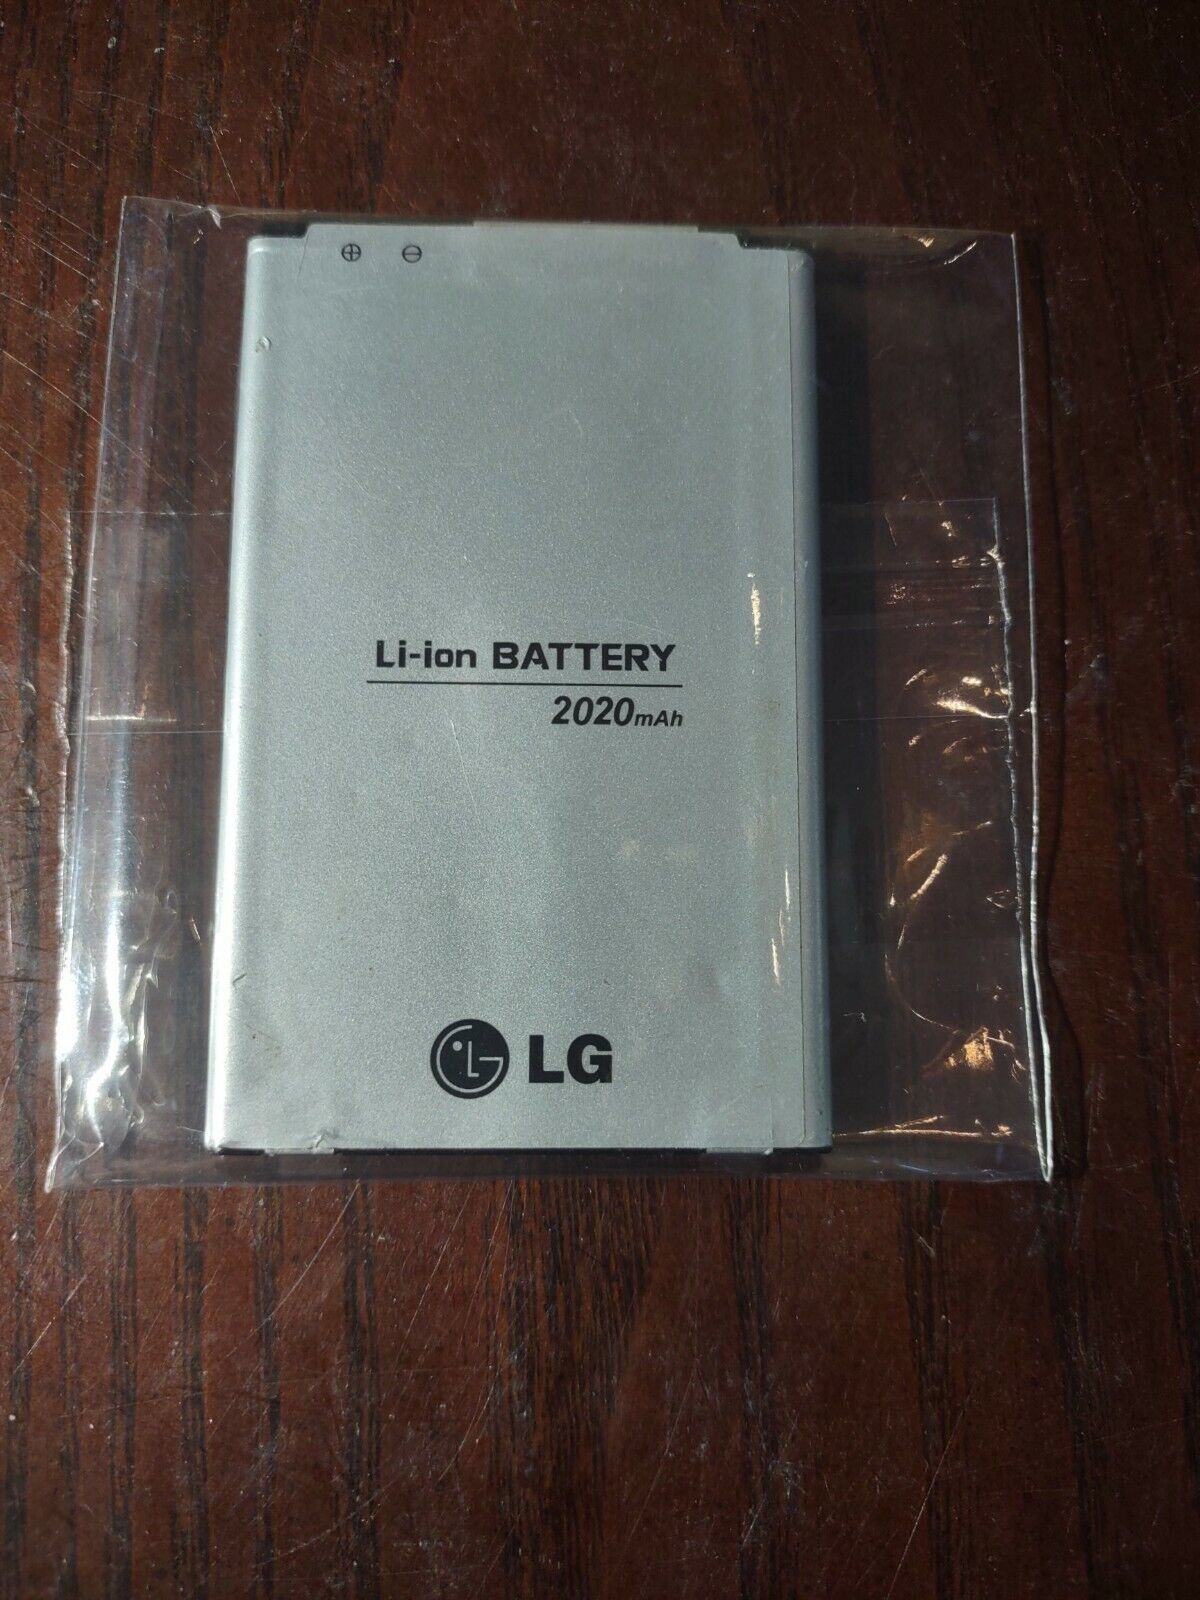 ⊕ ⊖
Li-ion BATTERY
2020mAh
LG